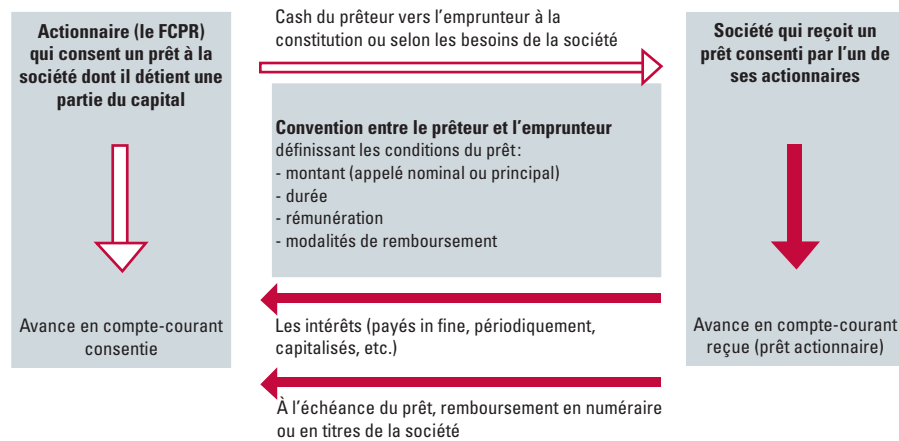 Actionnaire (le FCPR)
qui consent un prêt à la
société dont il détient une
partie du capital
Avance en compte-courant
consentie
Cash du prêteur vers l'emprunteur à la
constitution ou selon les besoins de la société
Convention entre le prêteur et l'emprunteur
définissant les conditions du prêt:
- montant (appelé nominal ou principal)
- durée
- rémunération
- modalités de remboursement
Les intérêts (payés in fine, périodiquement,
capitalisés, etc.)
À l'échéance du prêt, remboursement en numéraire
ou en titres de la société
Société qui reçoit un
prêt consenti par l'un de
ses actionnaires
Avance en compte-courant
reçue (prêt actionnaire)